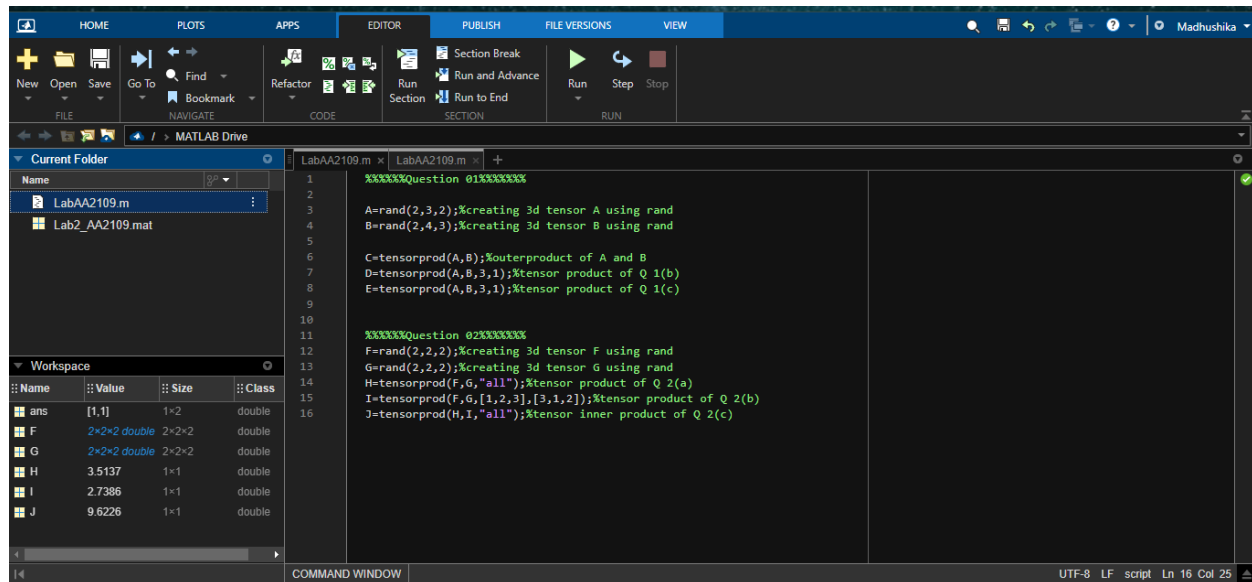 HOME PLOTS APPS EDITOR PUBLISH FILE VERSIONS VIEW Madhushika
New Open Save Go To Find Bookmark Refactor Run Section Section Break Run and Advance Run to End Run Step Stop
FILE NAVIGATE CODE SECTION RUN
/ > MATLAB Drive
Current Folder
Name
LabAA2109.m
Lab2_AA2109.mat
Workspace
Name Value Size Class
ans [1,1] 1×2 double
F 2×2×2 double 2×2×2 double
G 2×2×2 double 2×2×2 double
H 3.5137 1×1 double
I 2.7386 1×1 double
J 9.6226 1×1 double
LabAA2109.m × LabAA2109.m × +
1 %%%%%%Question 01%%%%%%%
2
3 A=rand(2,3,2);%creating 3d tensor A using rand
4 B=rand(2,4,3);%creating 3d tensor B using rand
5
6 C=tensorprod(A,B);%outerproduct of A and B
7 D=tensorprod(A,B,3,1);%tensor product of Q 1(b)
8 E=tensorprod(A,B,3,1);%tensor product of Q 1(c)
9
10
11 %%%%%%Question 02%%%%%%%
12 F=rand(2,2,2);%creating 3d tensor F using rand
13 G=rand(2,2,2);%creating 3d tensor G using rand
14 H=tensorprod(F,G,"all");%tensor product of Q 2(a)
15 I=tensorprod(F,G,[1,2,3],[3,1,2]);%tensor product of Q 2(b)
16 J=tensorprod(H,I,"all");%tensor inner product of Q 2(c)
COMMAND WINDOW
UTF-8 LF script Ln 16 Col 25